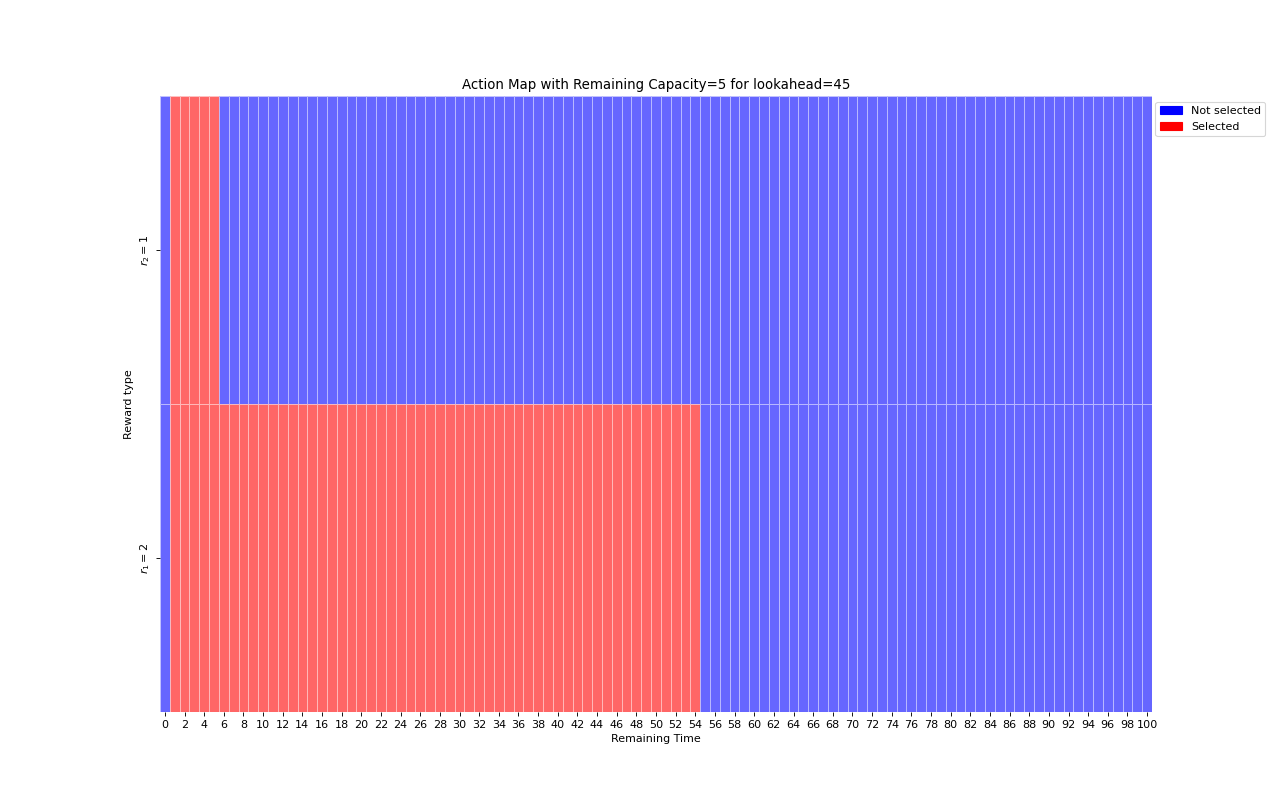 Action Map with Remaining Capacity=5 for lookahead=45
Not selected
Selected
r₂ = 1
Reward type
r₁ = 2
0 2 4 6 8 10 12 14 16 18 20 22 24 26 28 30 32 34 36 38 40 42 44 46 48 50 52 54 56 58 60 62 64 66 68 70 72 74 76 78 80 82 84 86 88 90 92 94 96 98 100
Remaining Time